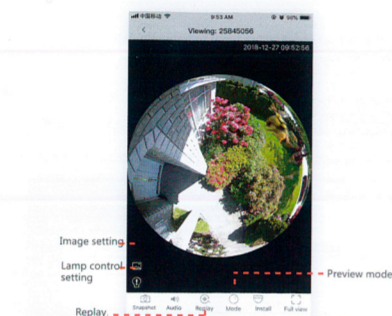 中国移动
9:53 AM
90%
Viewing: 25845056
2018-12-27 09:52:56
Image setting
Lamp control
setting
Snapshot
Audio
Replay
Mode
Install
Full view
Preview mode
Replay